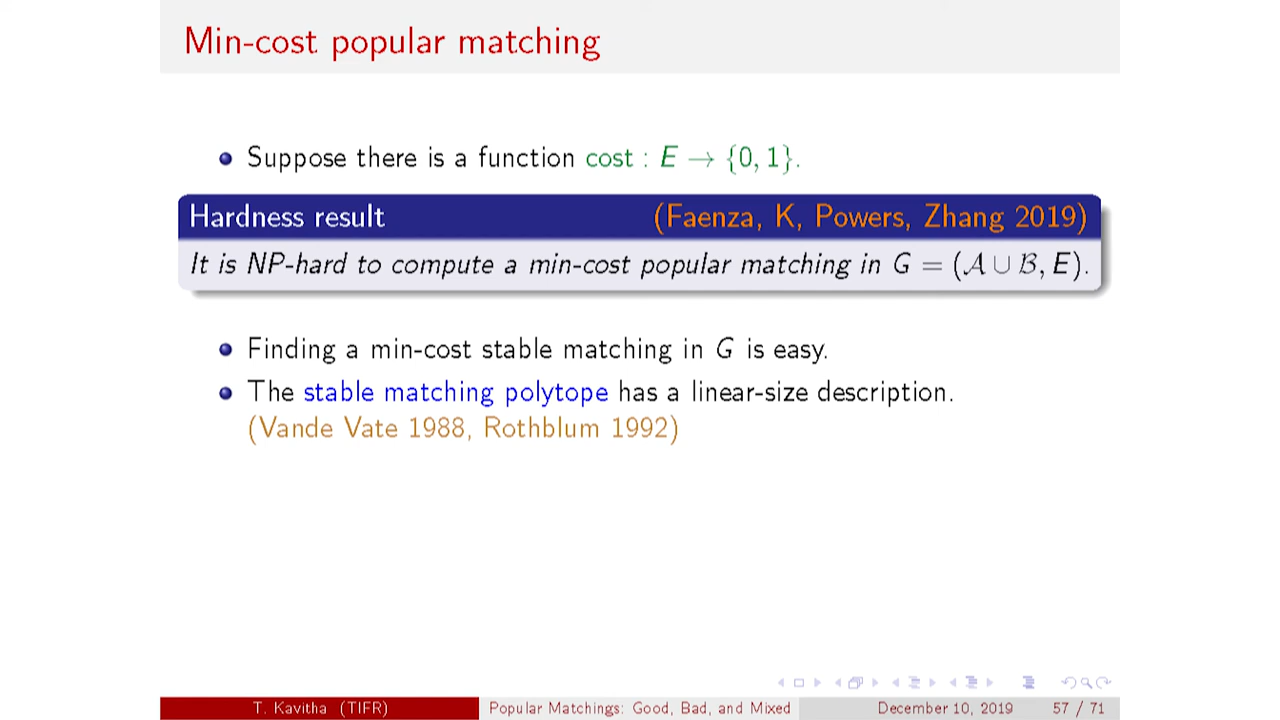 Min-cost popular matching
Suppose there is a function cost : E → {0, 1}.
Hardness result (Faenza, K, Powers, Zhang 2019)
It is NP-hard to compute a min-cost popular matching in G = (𝒜 ∪ ℬ, E).
Finding a min-cost stable matching in G is easy.
The stable matching polytope has a linear-size description.
(Vande Vate 1988, Rothblum 1992)
T. Kavitha (TIFR) Popular Matchings: Good, Bad, and Mixed December 10, 2019 57 / 71